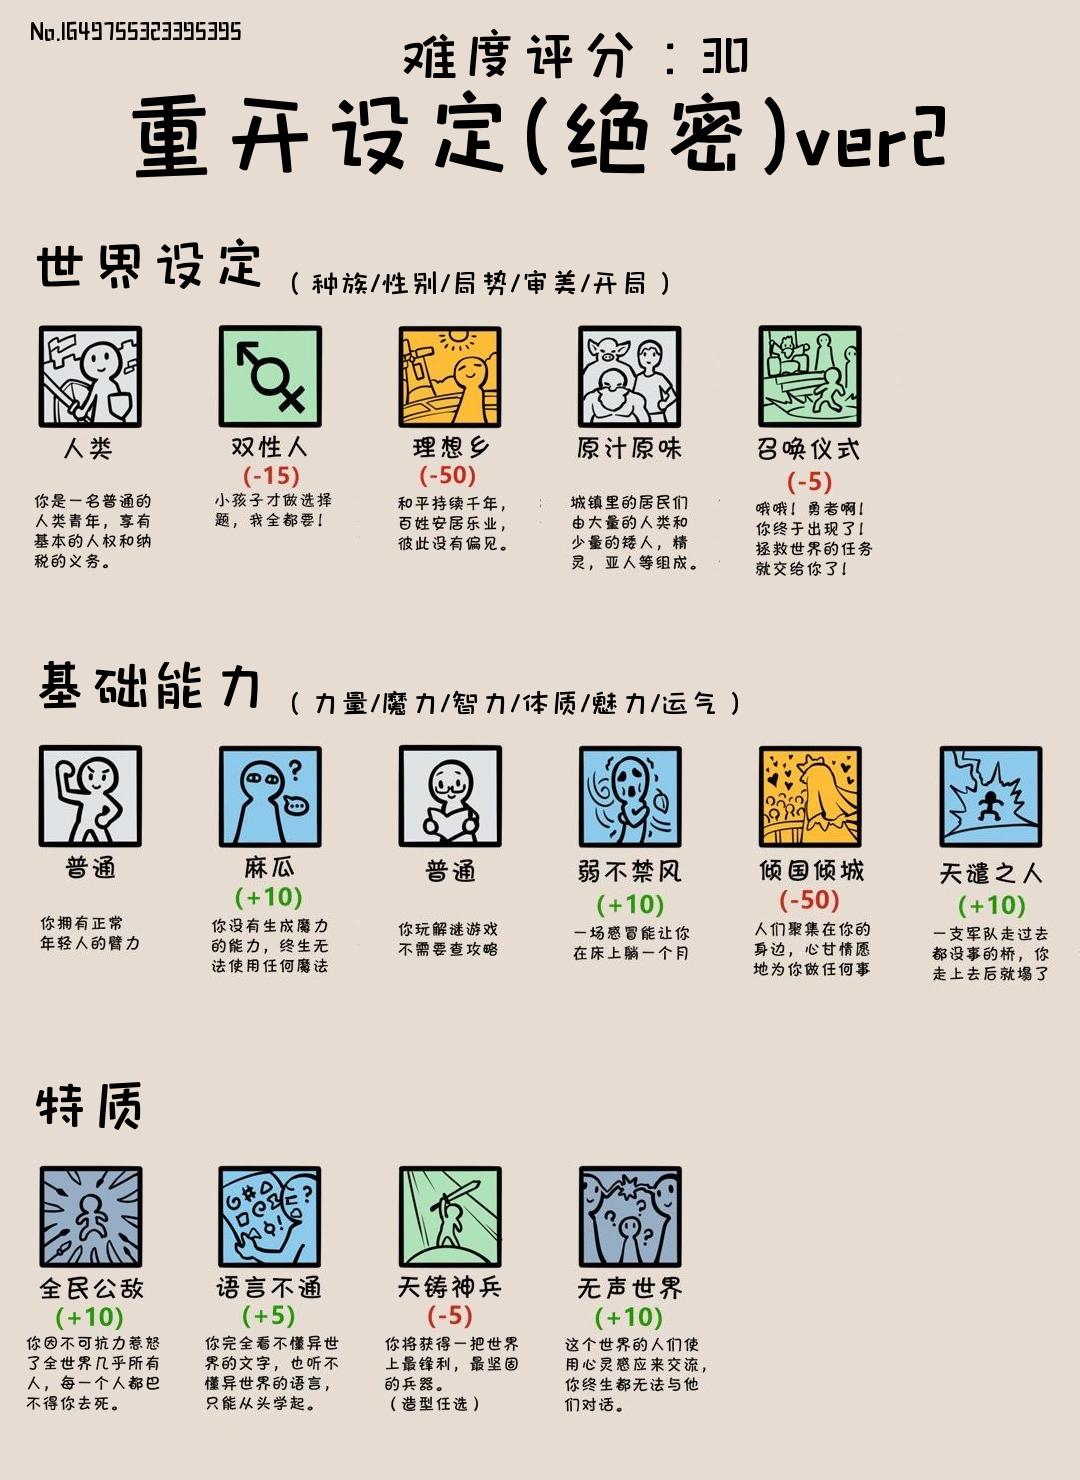 No.1649755323395395
难度评分：30
重开设定(绝密)ver2
世界设定（种族/性别/局势/审美/开局）
人类
你是一名普通的
人类青年，享有
基本的人权和纳
税的义务。
双性人
(-15)
小孩子才做选择
题，我全都要！
理想乡
(-50)
和平持续千年，
百姓安居乐业，
彼此没有偏见。
原汁原味
城镇里的居民们
由大量的人类和
少量的矮人，精
灵，亚人等组成。
召唤仪式
(-5)
哦哦！勇者啊！
你终于出现了！
拯救世界的任务
就交给你了！
基础能力（力量/魔力/智力/体质/魅力/运气）
普通
你拥有正常
年轻人的臂力
麻瓜
(+10)
你没有生成魔力
的能力，终生无
法使用任何魔法
普通
你玩解谜游戏
不需要查攻略
弱不禁风
(+10)
一场感冒能让你
在床上躺一个月
倾国倾城
(-50)
人们聚集在你的
身边，心甘情愿
地为你做任何事
天谴之人
(+10)
一支军队走过去
都没事的桥，你
走上去后就塌了
特质
全民公敌
(+10)
你因不可抗力惹怒
了全世界几乎所有
人，每一个人都巴
不得你去死。
语言不通
(+5)
你完全看不懂异世
界的文字，也听不
懂异世界的语言，
只能从头学起。
天铸神兵
(-5)
你将获得一把世界
上最锋利，最坚固
的兵器。
（造型任选）
无声世界
(+10)
这个世界的人们使
用心灵感应来交流，
你终生都无法与他
们对话。